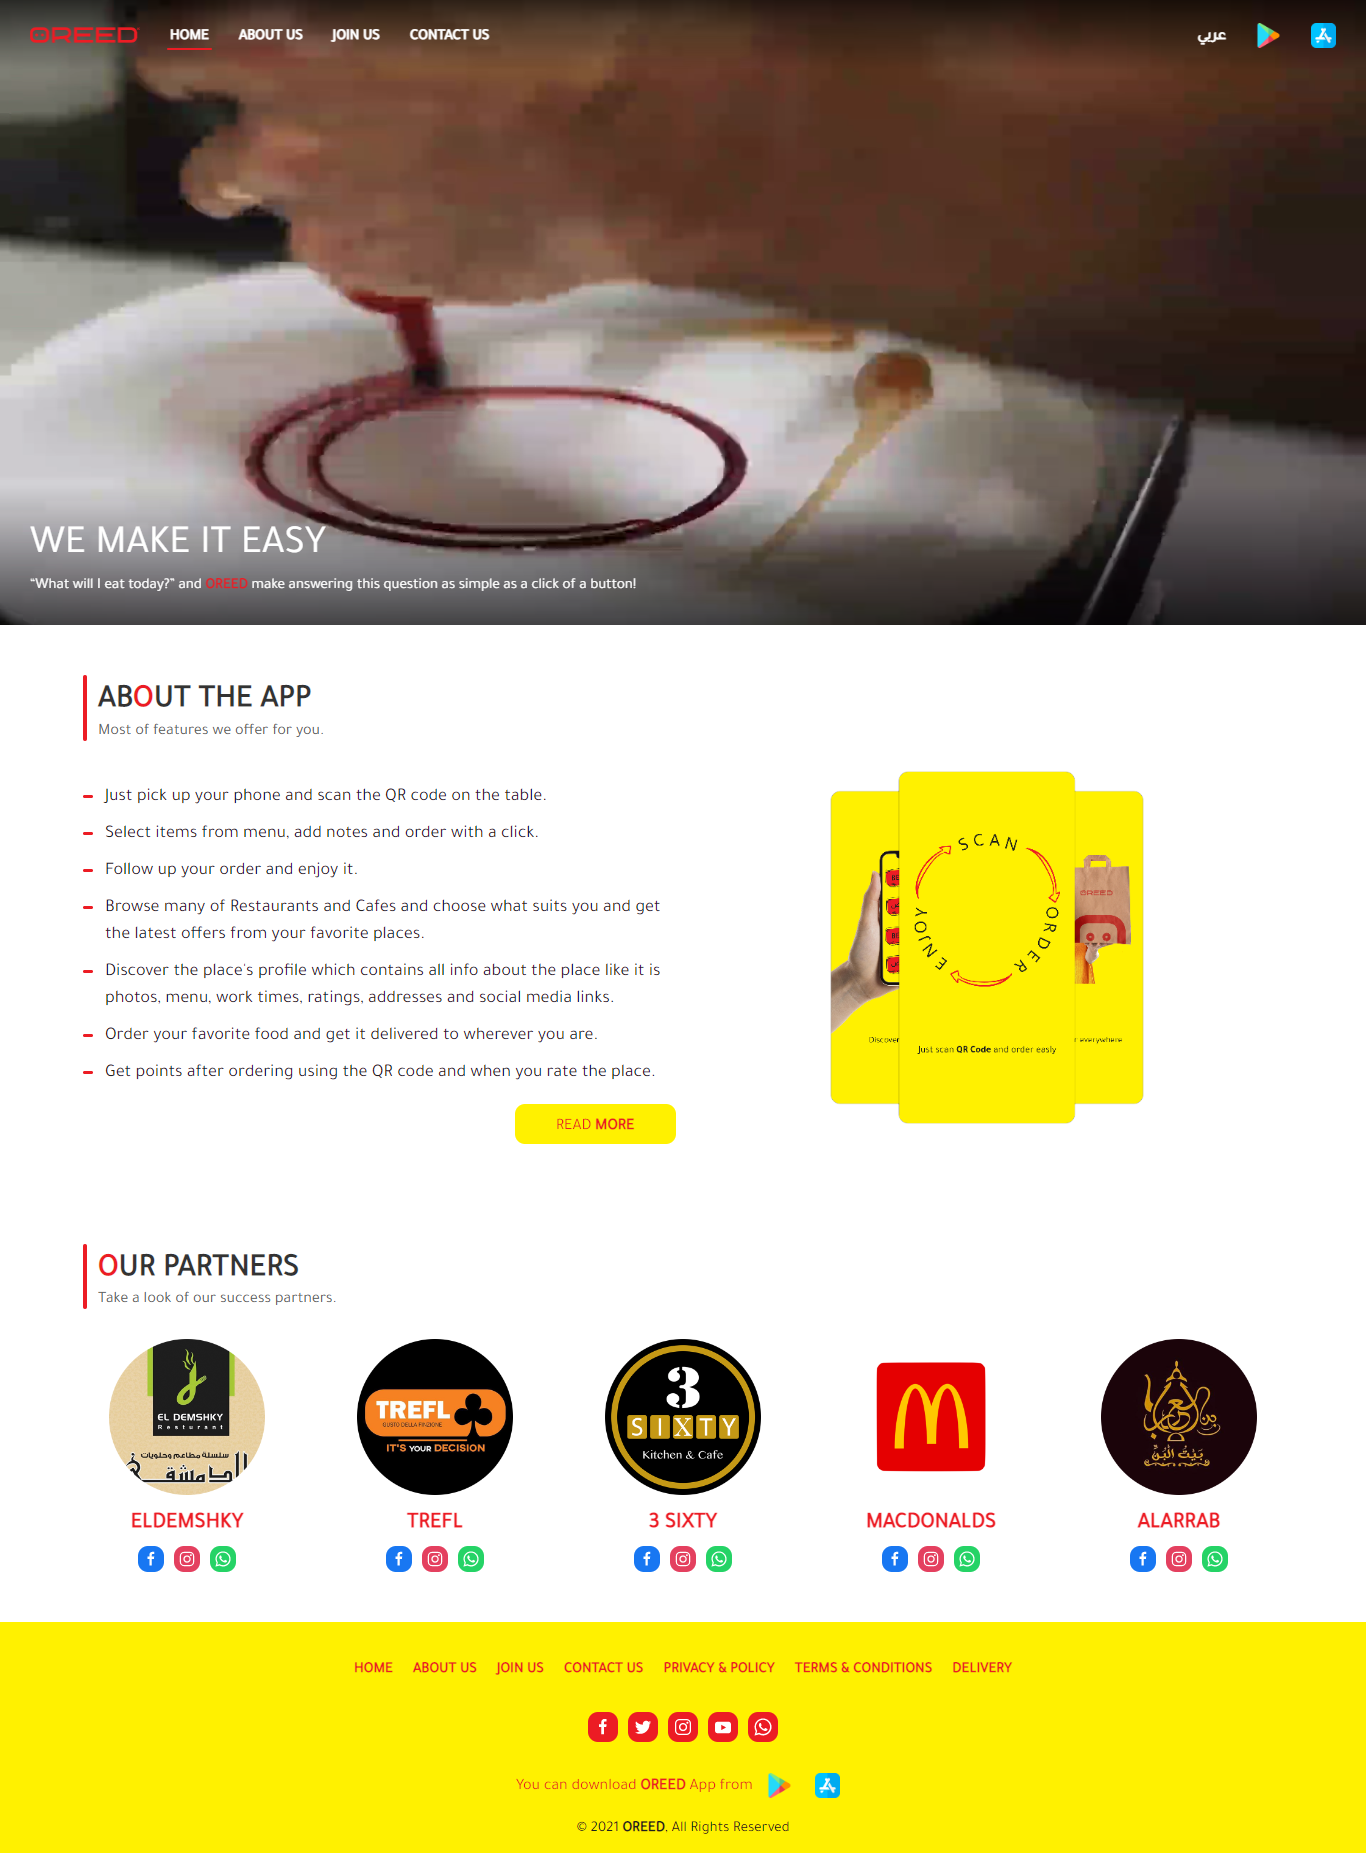 OREED
HOME
ABOUT US
JOIN US
CONTACT US
عربي
WE MAKE IT EASY
“What will I eat today?” and OREED make answering this question as simple as a click of a button!
ABOUT THE APP
Most of features we offer for you.
Just pick up your phone and scan the QR code on the table.
Select items from menu, add notes and order with a click.
Follow up your order and enjoy it.
Browse many of Restaurants and Cafes and choose what suits you and get
the latest offers from your favorite places.
Discover the place's profile which contains all info about the place like it is
photos, menu, work times, ratings, addresses and social media links.
Order your favorite food and get it delivered to wherever you are.
Get points after ordering using the QR code and when you rate the place.
READ MORE
SCAN
ORDER
ENJOY
OREED
Discover
Just scan QR Code and order easly
everywhere
OUR PARTNERS
Take a look of our success partners.
EL DEMSHKY
Resturant
سلسلة مطاعم وحلويات
الدمشقي
TREFL
GUSTO DELLA FINZIONE
IT'S YOUR DECISION
3
SIXTY
Kitchen & Cafe
بيت البن
ELDEMSHKY
TREFL
3 SIXTY
MACDONALDS
ALARRAB
HOME
ABOUT US
JOIN US
CONTACT US
PRIVACY & POLICY
TERMS & CONDITIONS
DELIVERY
You can download OREED App from
© 2021 OREED. All Rights Reserved